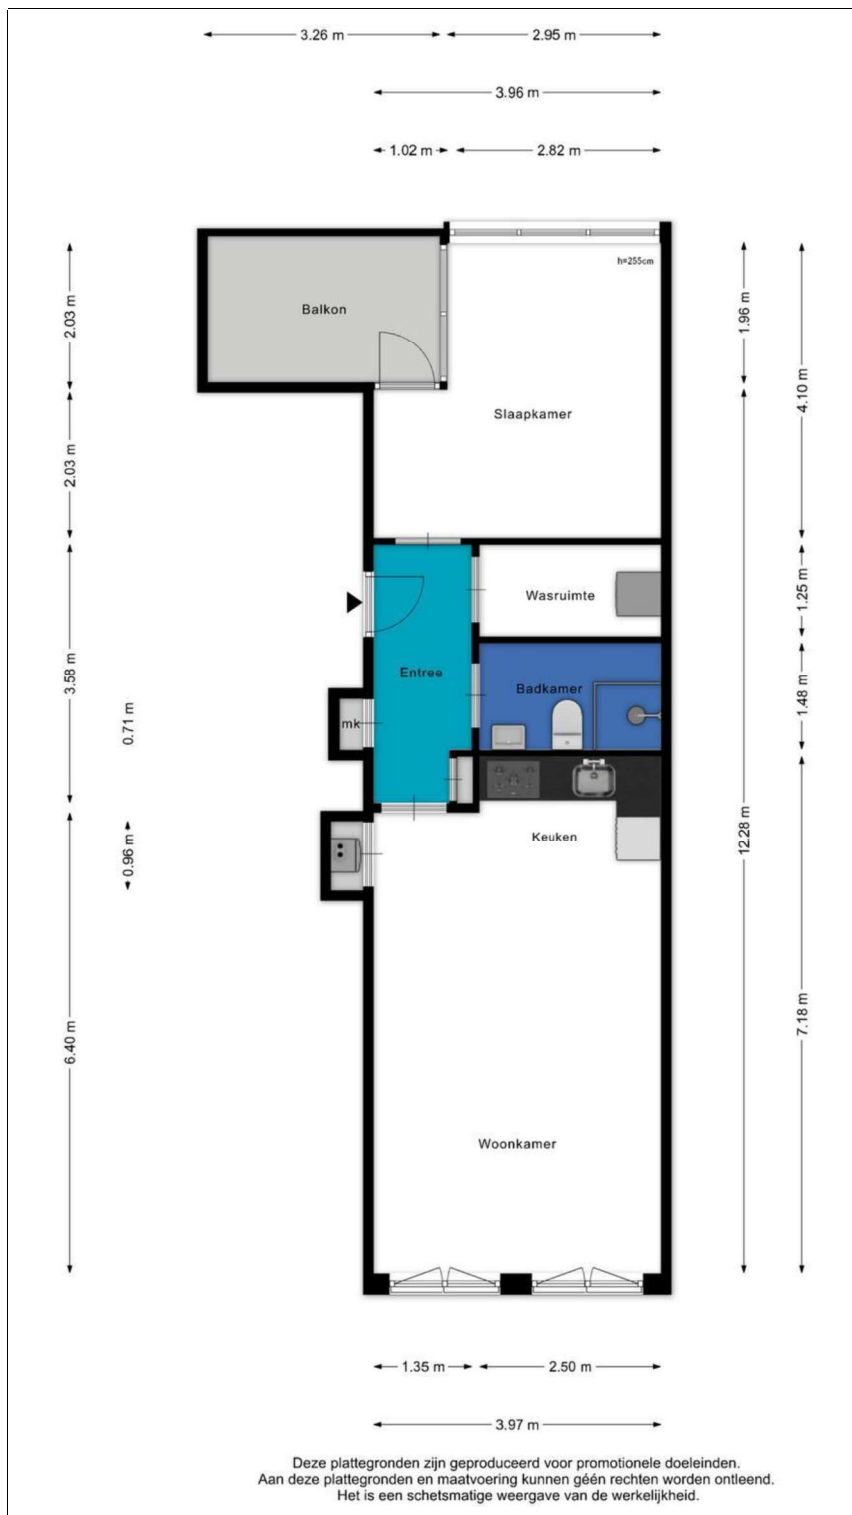 3.26 m
2.95 m
3.96 m
1.02 m
2.82 m
h=255cm
Balkon
2.03 m
1.96 m
4.10 m
Slaapkamer
2.03 m
Wasruimte
1.25 m
Entree
3.58 m
Badkamer
1.48 m
mk
0.71 m
Keuken
12.28 m
0.96 m
6.40 m
7.18 m
Woonkamer
1.35 m
2.50 m
3.97 m
Deze plattegronden zijn geproduceerd voor promotionele doeleinden.
Aan deze plattegronden en maatvoering kunnen géén rechten worden ontleend.
Het is een schetsmatige weergave van de werkelijkheid.